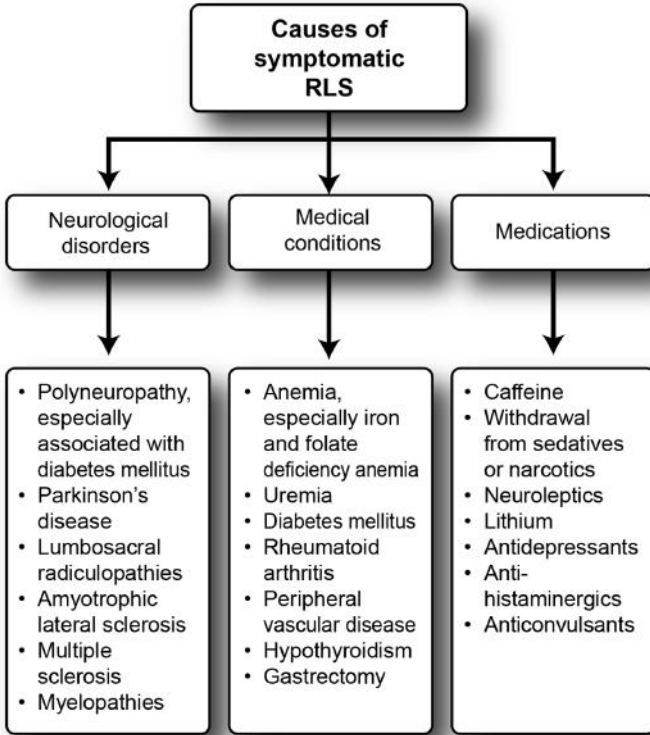 Causes of
symptomatic
RLS
Neurological
disorders
Medical
conditions
Medications
• Polyneuropathy,
especially
associated with
diabetes mellitus
• Parkinson's
disease
• Lumbosacral
radiculopathies
• Amyotrophic
lateral sclerosis
• Multiple
sclerosis
• Myelopathies
• Anemia,
especially iron
and folate
deficiency anemia
• Uremia
• Diabetes mellitus
• Rheumatoid
arthritis
• Peripheral
vascular disease
• Hypothyroidism
• Gastrectomy
• Caffeine
• Withdrawal
from sedatives
or narcotics
• Neuroleptics
• Lithium
• Antidepressants
• Anti-
histaminergics
• Anticonvulsants